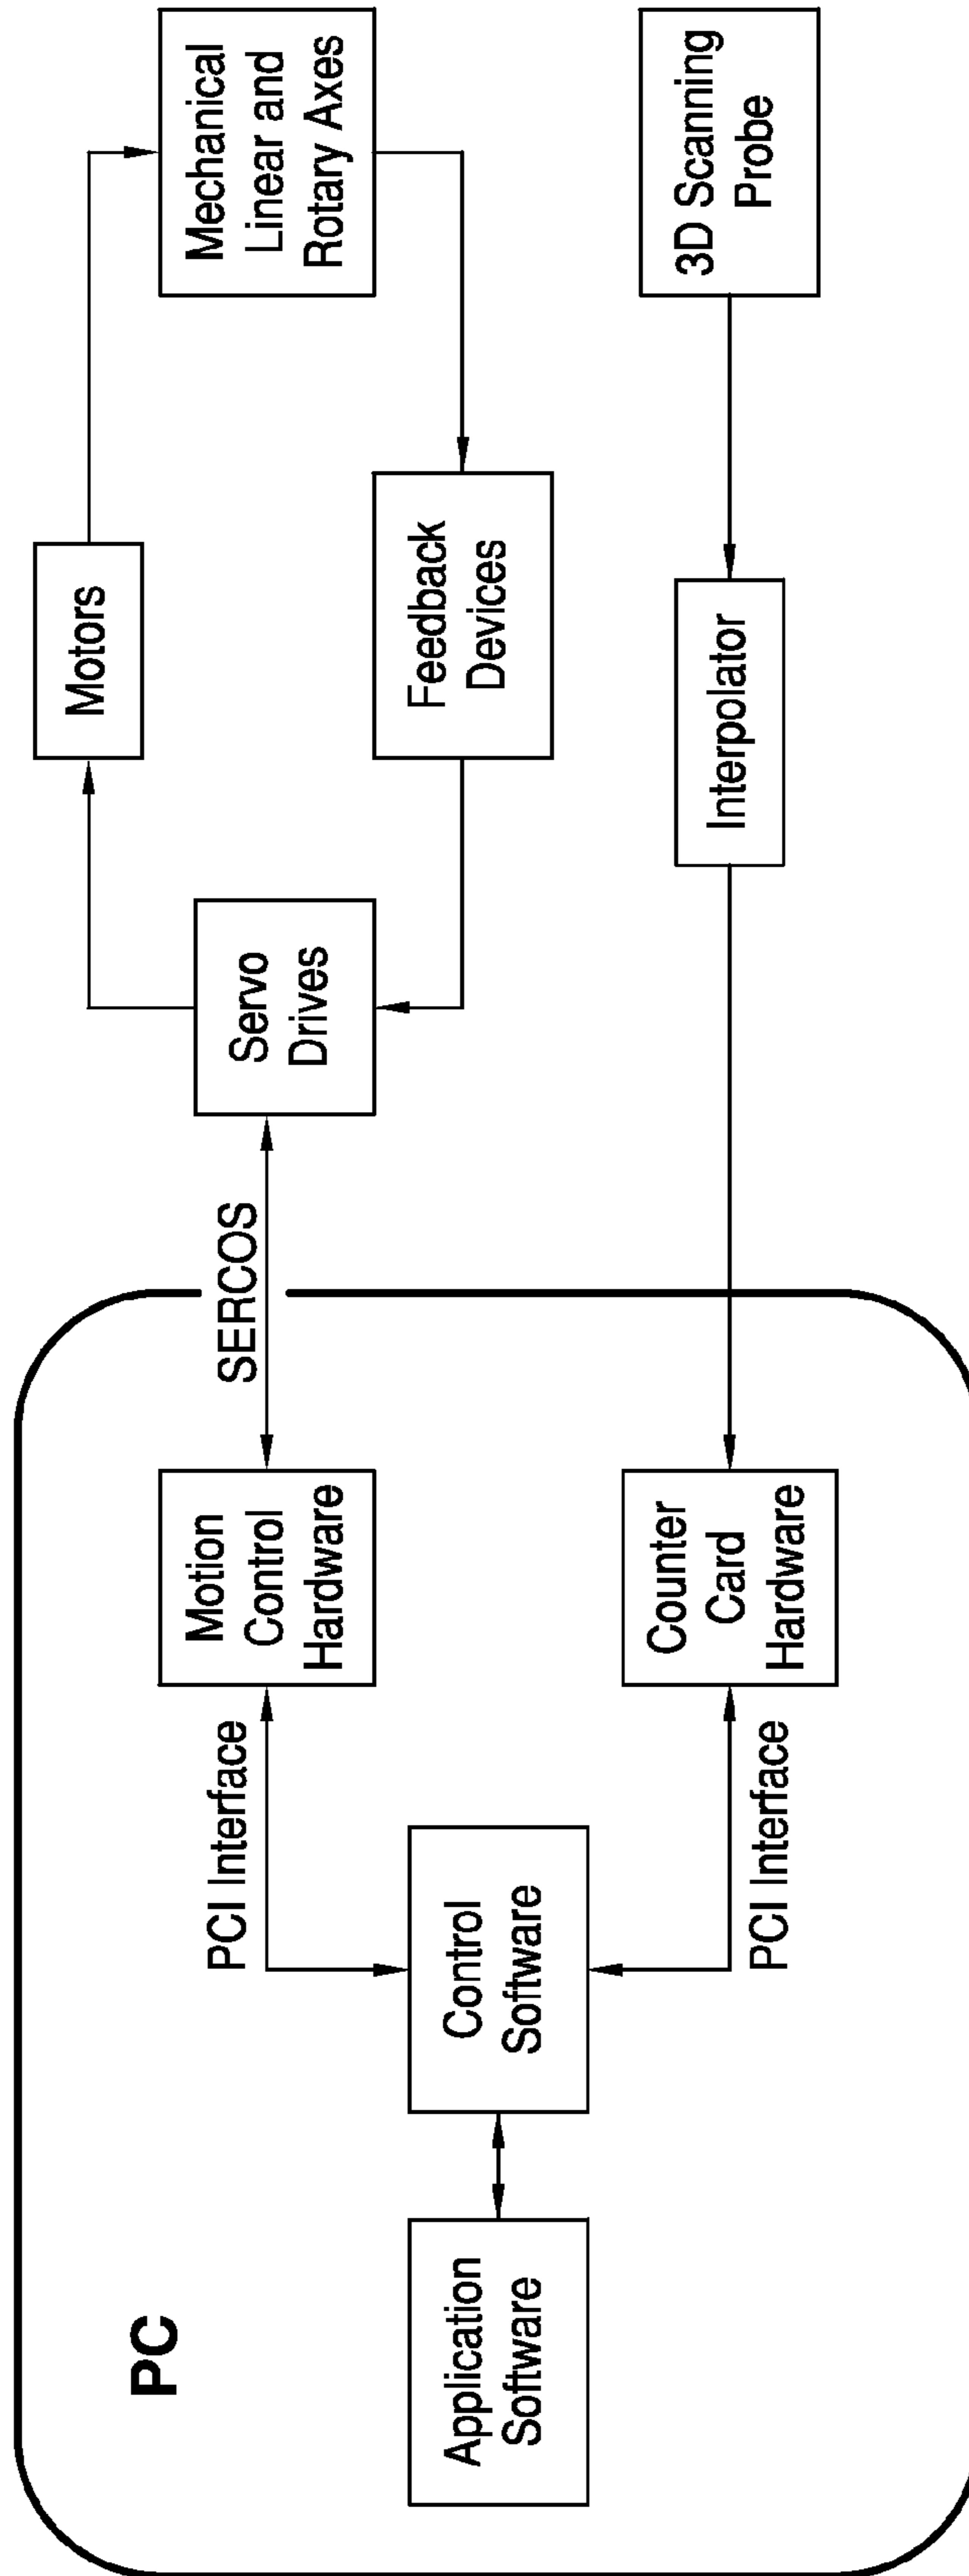 PC
Application
Software
Control
Software
PCI Interface
PCI Interface
Motion
Control
Hardware
Counter
Card
Hardware
SERCOS
Servo
Drives
Motors
Feedback
Devices
Mechanical
Linear and
Rotary Axes
Interpolator
3D Scanning
Probe